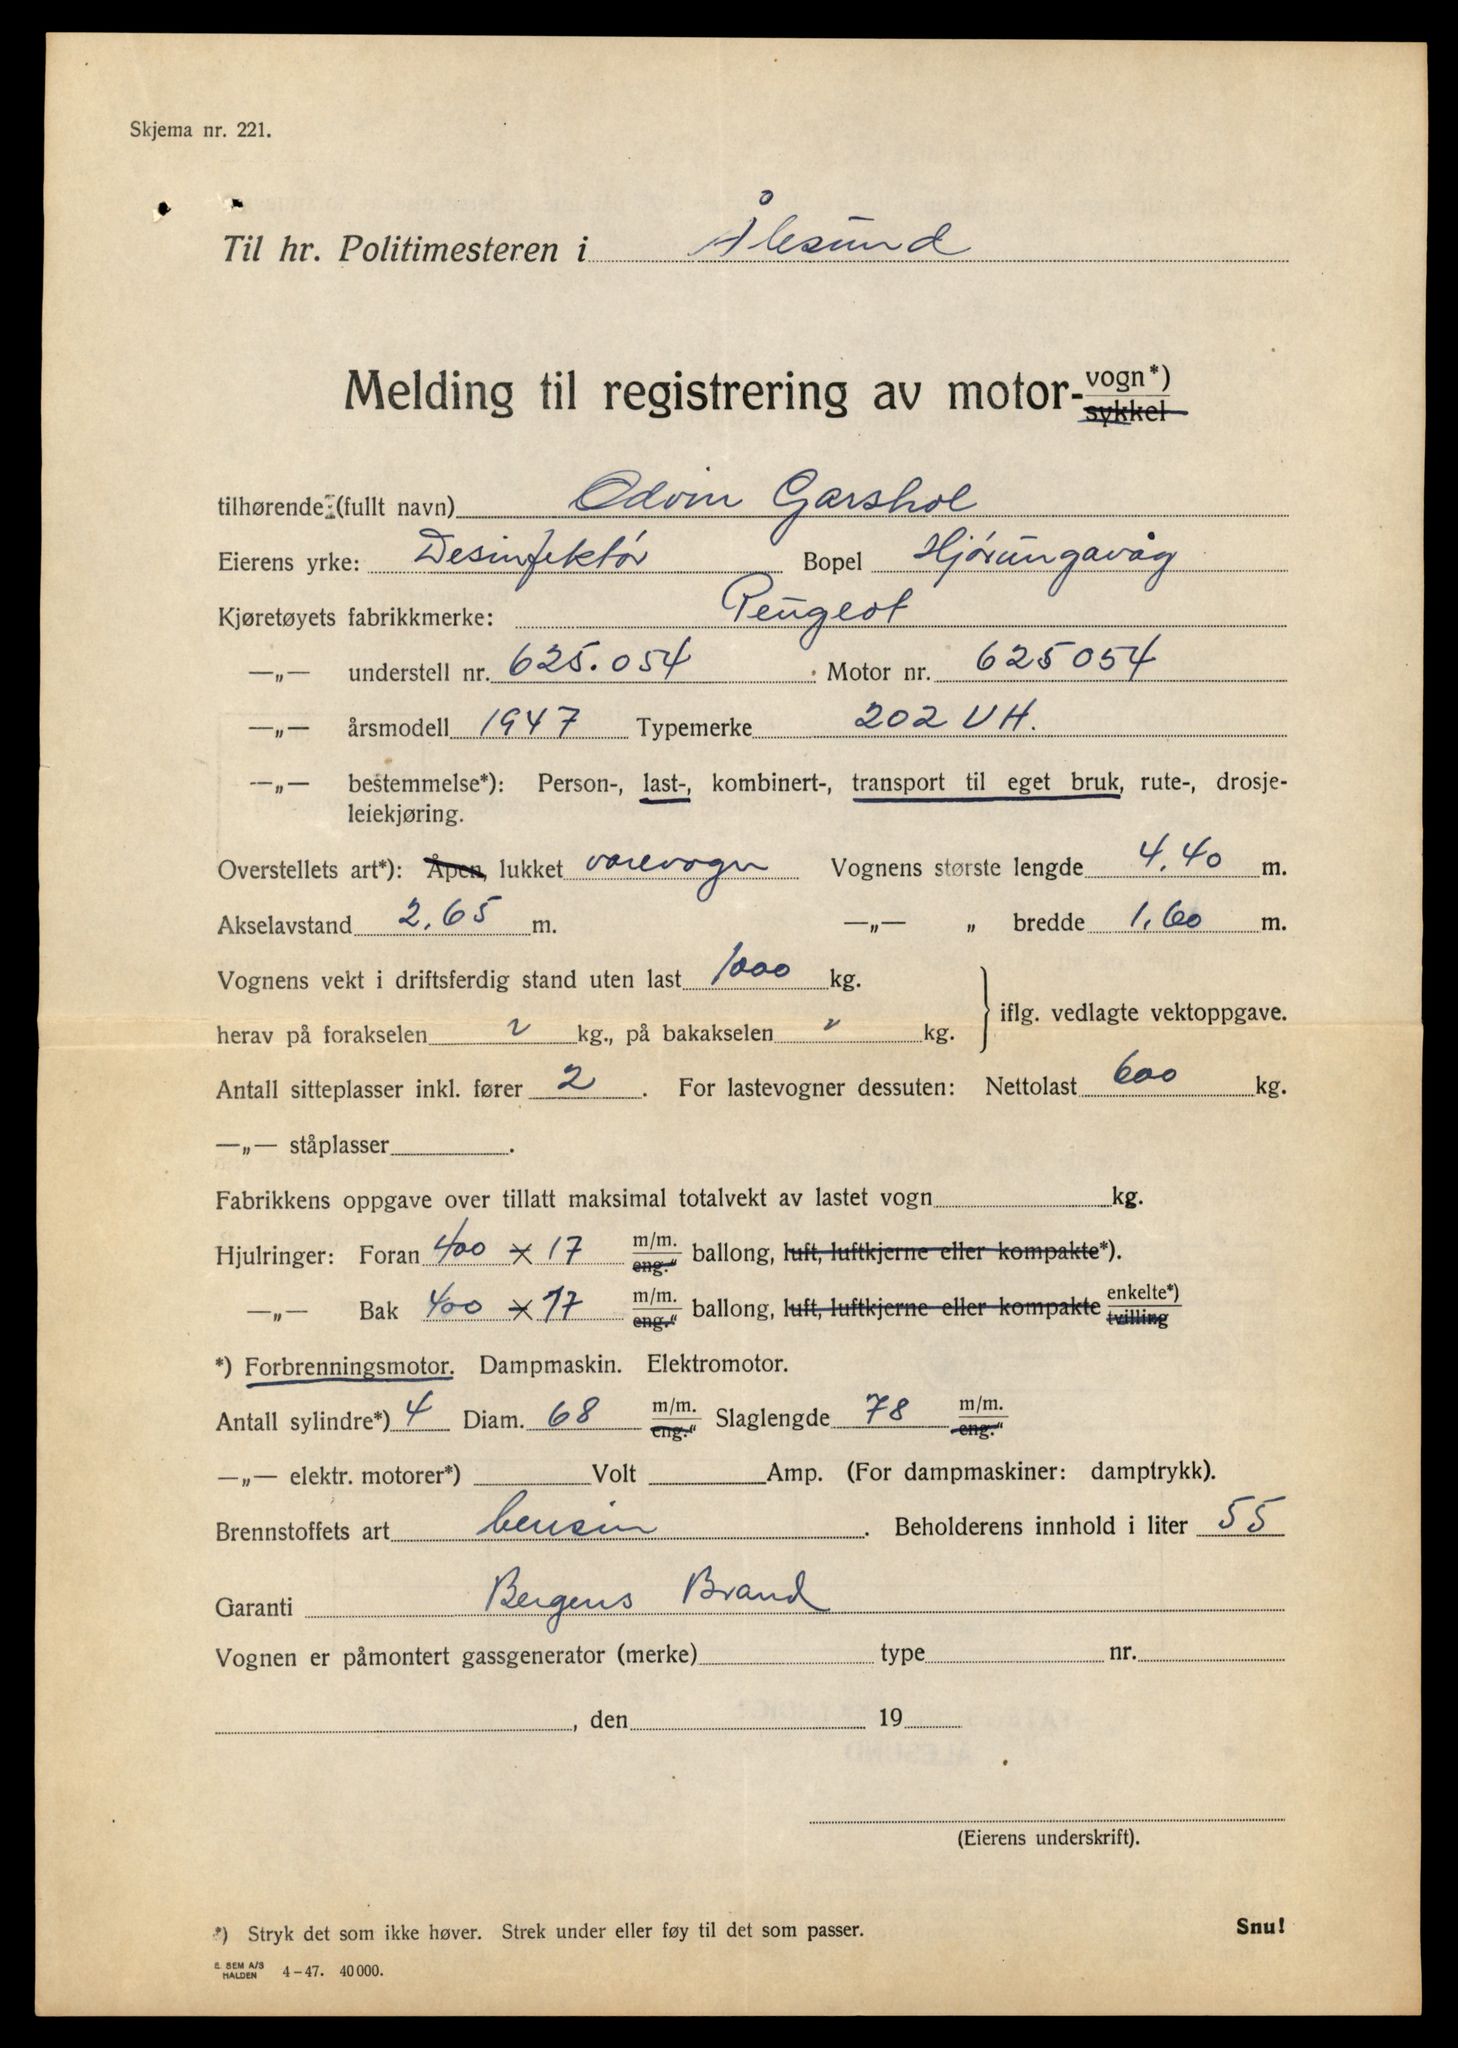 Skjema nr. 221.
Til hr. Politimesteren i Ålesund
Melding til registrering av motor-vogn*)
sykkel
tilhørende: (fullt navn) Odvin Garshol
Eierens yrke: Desinfektør Bopel Hjørungavåg
Kjøretøyets fabrikkmerke: Peugeot
—„— understell nr. 625.054 Motor nr. 625054
—„— årsmodell 1947 Typemerke 202 UH.
—„— bestemmelse*): Person-, last-, kombinert-, transport til eget bruk, rute-, drosje-
leiekjøring.
Overstellets art*): Åpen, lukket varevogn Vognens største lengde 4,40 m.
Akselavstand 2,65 m. —„— „ bredde 1,60 m.
Vognens vekt i driftsferdig stand uten last 1000 kg.
herav på forakselen kg., på bakakselen kg. iflg. vedlagte vektoppgave.
Antall sitteplasser inkl. fører 2. For lastevogner dessuten: Nettolast 600 kg.
—„— ståplasser .
Fabrikkens oppgave over tillatt maksimal totalvekt av lastet vogn kg.
Hjulringer: Foran 400 x 17 m/m. eng.“ ballong, luft, luftkjerne eller kompakte*).
—„— Bak 400 x 17 m/m. eng.“ ballong, luft, luftkjerne eller kompakte enkelte*) tvilling
*) Forbrenningsmotor. Dampmaskin. Elektromotor.
Antall sylindre*) 4 Diam. 68 m/m. eng.“ Slaglengde 78 m/m. eng.“
—„— elektr. motorer*) Volt Amp. (For dampmaskiner: damptrykk).
Brennstoffets art bensin. Beholderens innhold i liter 55
Garanti Bergens Brand
Vognen er påmontert gassgenerator (merke) type nr.
, den 19
(Eierens underskrift).
*) Stryk det som ikke høver. Strek under eller føy til det som passer. Snu!
E. SEM A/S
HALDEN 4–47. 40 000.